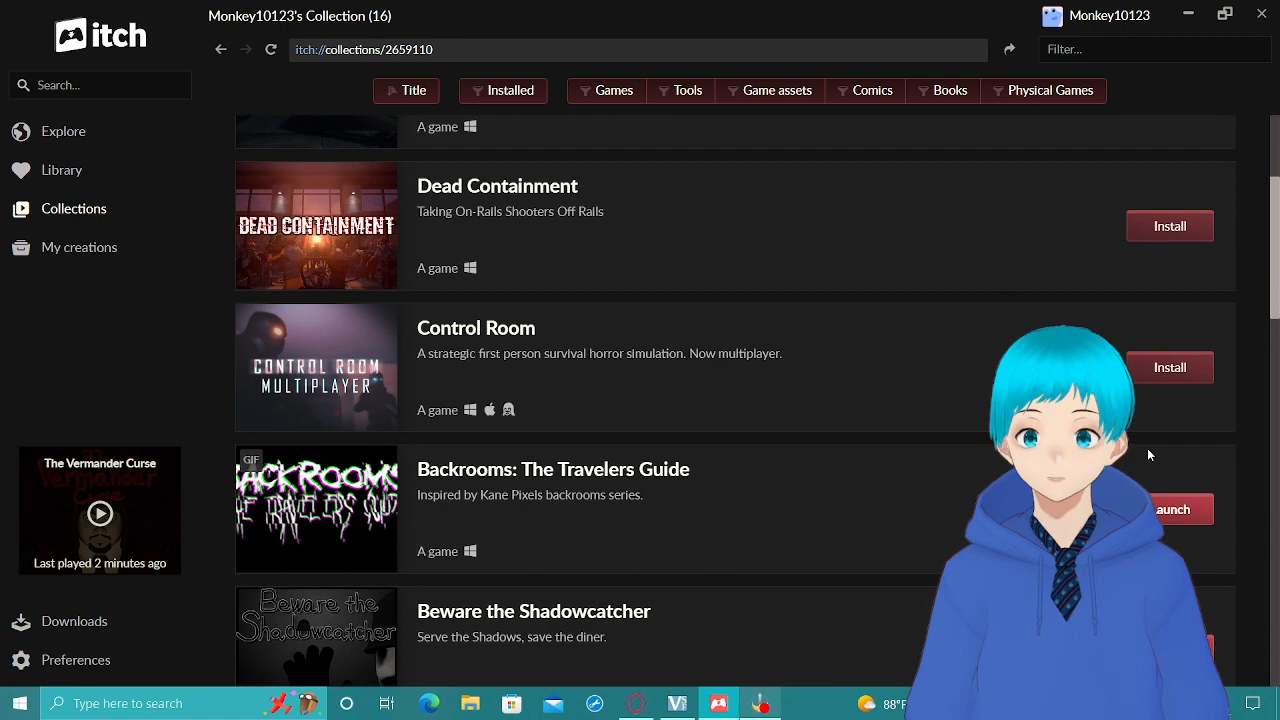 Monkey10123's Collection (16)
Monkey10123
itch
itch://collections/2659110
Filter...
Search...
Title
Installed
Games
Tools
Game assets
Comics
Books
Physical Games
Explore
Library
Collections
My creations
A game
DEAD CONTAINMENT
Dead Containment
Taking On-Rails Shooters Off Rails
A game
Install
CONTROL ROOM
MULTIPLAYER
Control Room
A strategic first person survival horror simulation. Now multiplayer.
A game
Install
GIF
Backrooms: The Travelers Guide
Inspired by Kane Pixels backrooms series.
A game
aunch
Beware the
Shadowcatcher
Beware the Shadowcatcher
Serve the Shadows, save the diner.
The Vermander Curse
Last played 2 minutes ago
Downloads
Preferences
Type here to search
88°F